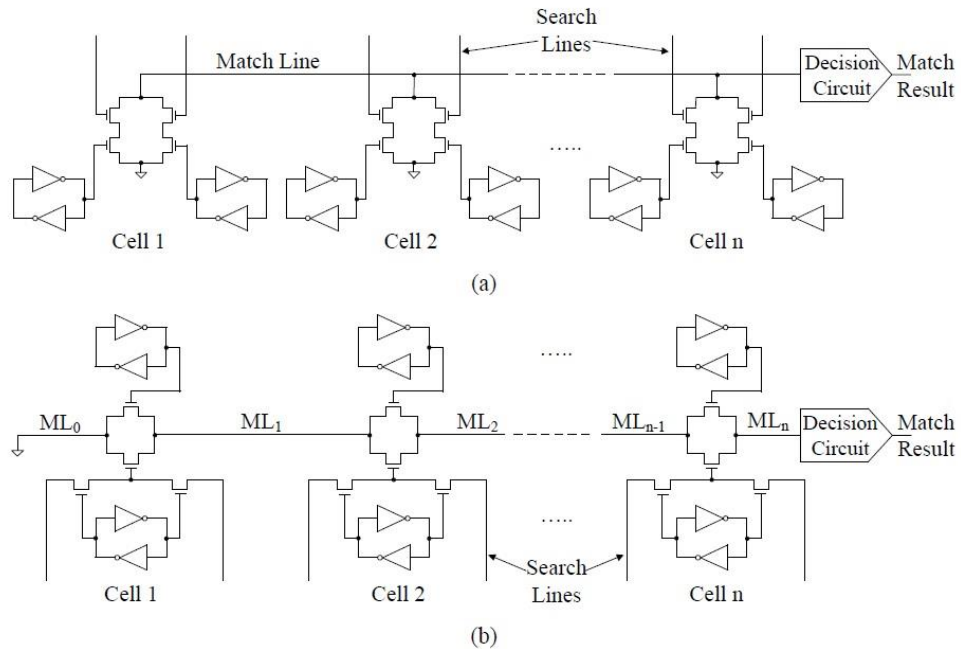 Search
Lines
Match Line
Decision
Circuit
Match
Result
.....
Cell 1
Cell 2
Cell n
(a)
.....
ML0
ML1
ML2
MLn-1
MLn
Decision
Circuit
Match
Result
.....
Search
Lines
Cell 1
Cell 2
Cell n
(b)